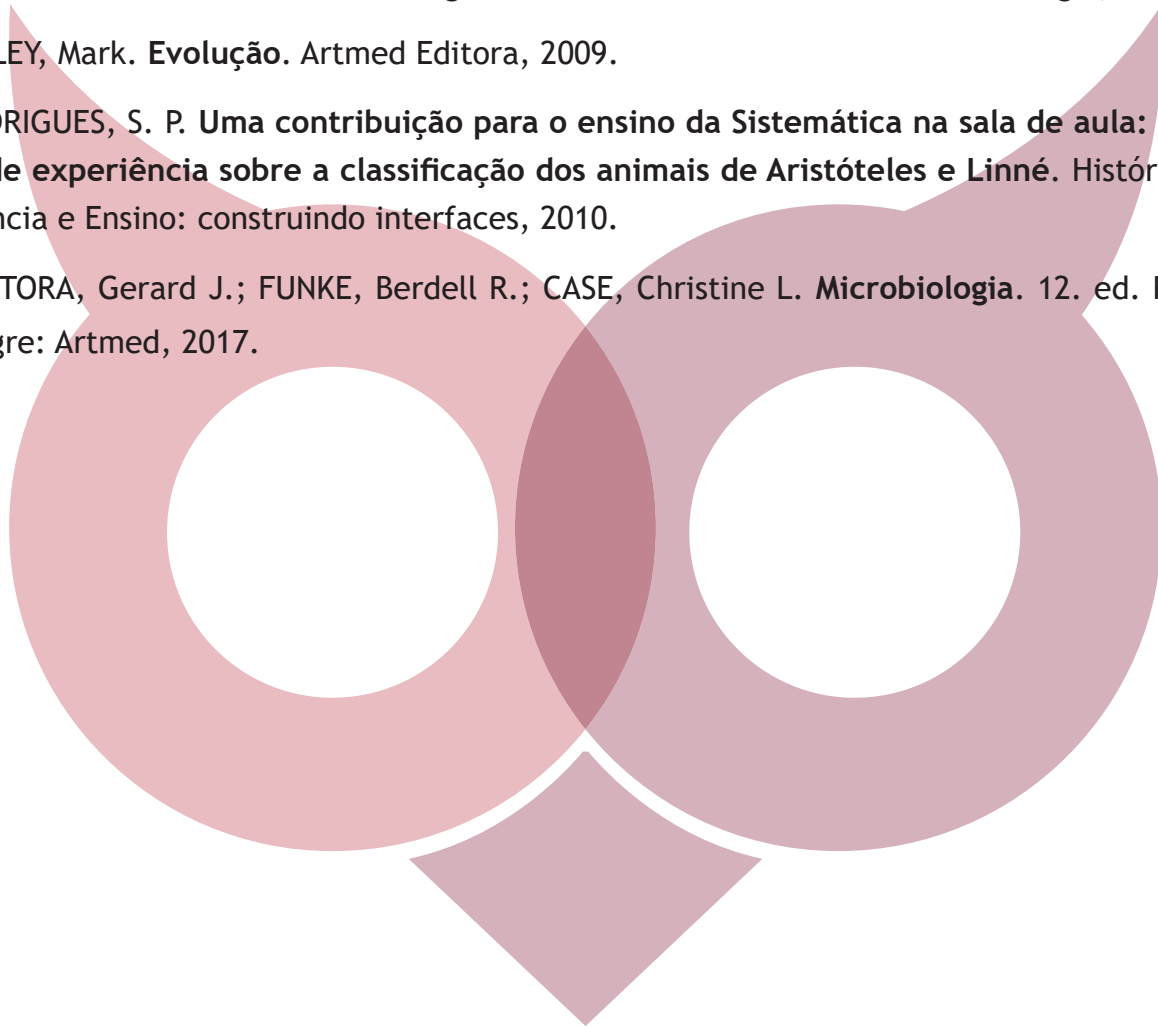 LEY, Mark. Evolução. Artmed Editora, 2009.
RIGUES, S. P. Uma contribuição para o ensino da Sistemática na sala de aula:
de experiência sobre a classificação dos animais de Aristóteles e Linné. Histór
ncia e Ensino: construindo interfaces, 2010.
TORA, Gerard J.; FUNKE, Berdell R.; CASE, Christine L. Microbiologia. 12. ed. P
gre: Artmed, 2017.